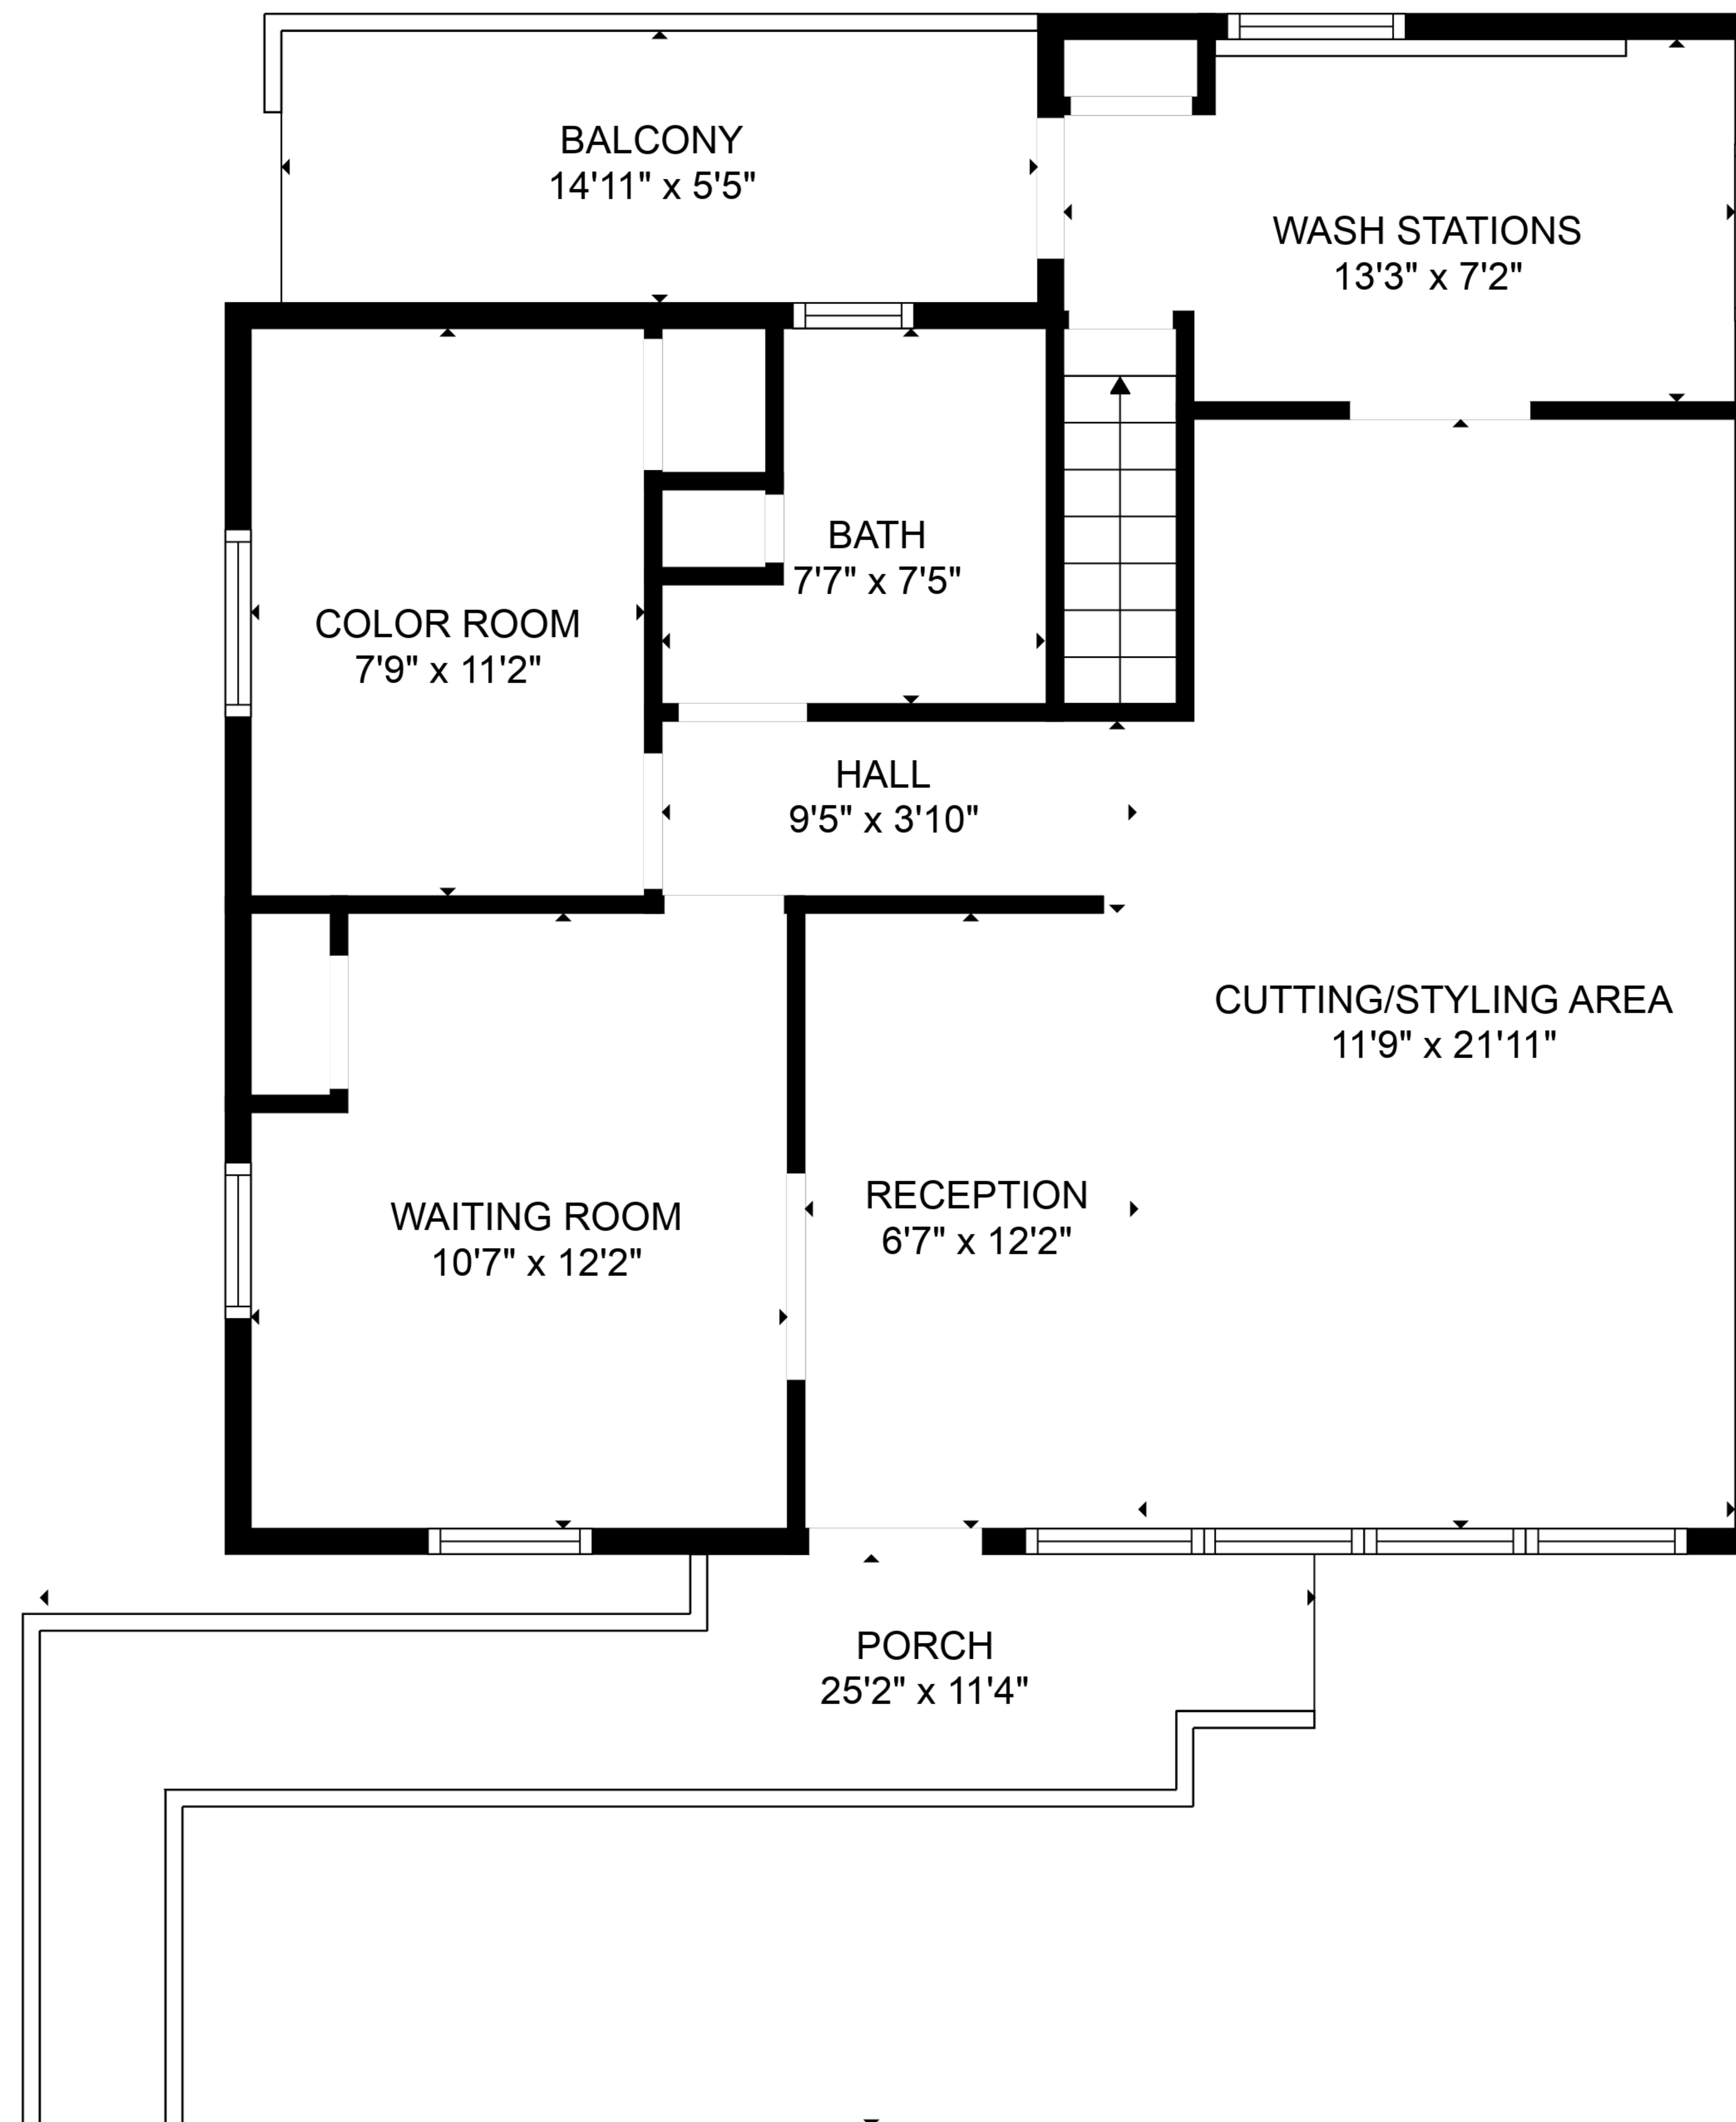 BALCONY
14'11" x 5'5"
WASH STATIONS
13'3" x 7'2"
BATH
7'7" x 7'5"
COLOR ROOM
7'9" x 11'2"
HALL
9'5" x 3'10"
CUTTING/STYLING AREA
11'9" x 21'11"
WAITING ROOM
10'7" x 12'2"
RECEPTION
6'7" x 12'2"
PORCH
25'2" x 11'4"